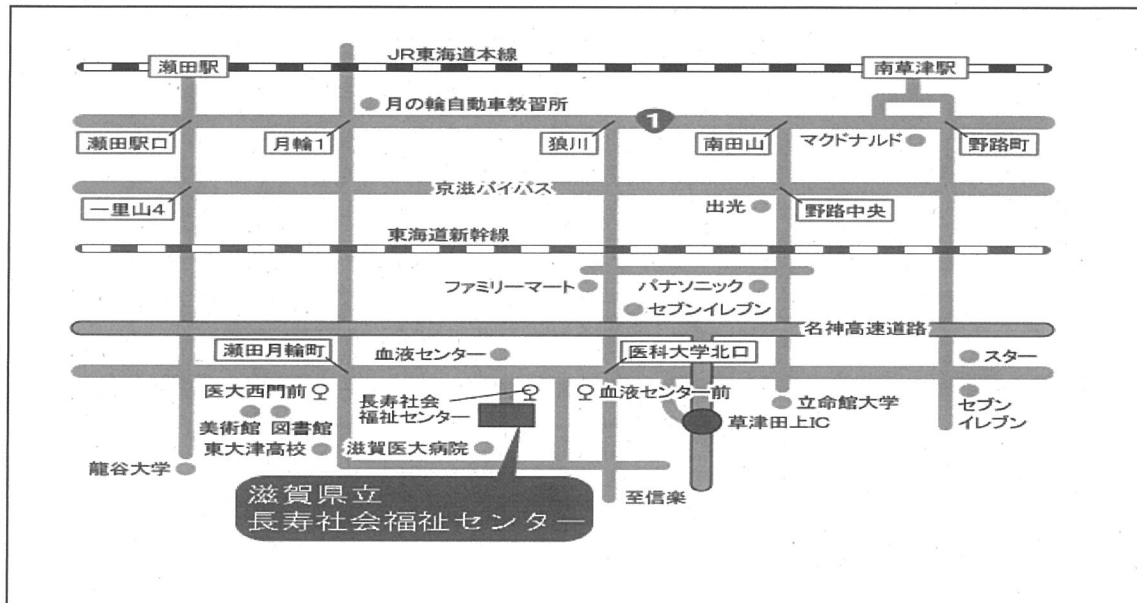 JR東海道本線
瀬田駅
南草津駅
月の輪自動車教習所
1
瀬田駅口
月輪1
狼川
南田山
マクドナルド
野路町
京滋バイパス
一里山4
出光
野路中央
東海道新幹線
ファミリーマート
パナソニック
セブンイレブン
名神高速道路
瀬田月輪町
血液センター
医科大学北口
スター
医大西門前
長寿社会
福祉センター
血液センター前
立命館大学
セブン
イレブン
美術館 図書館
草津田上IC
東大津高校
滋賀医大病院
龍谷大学
至信楽
滋賀県立
長寿社会福祉センター